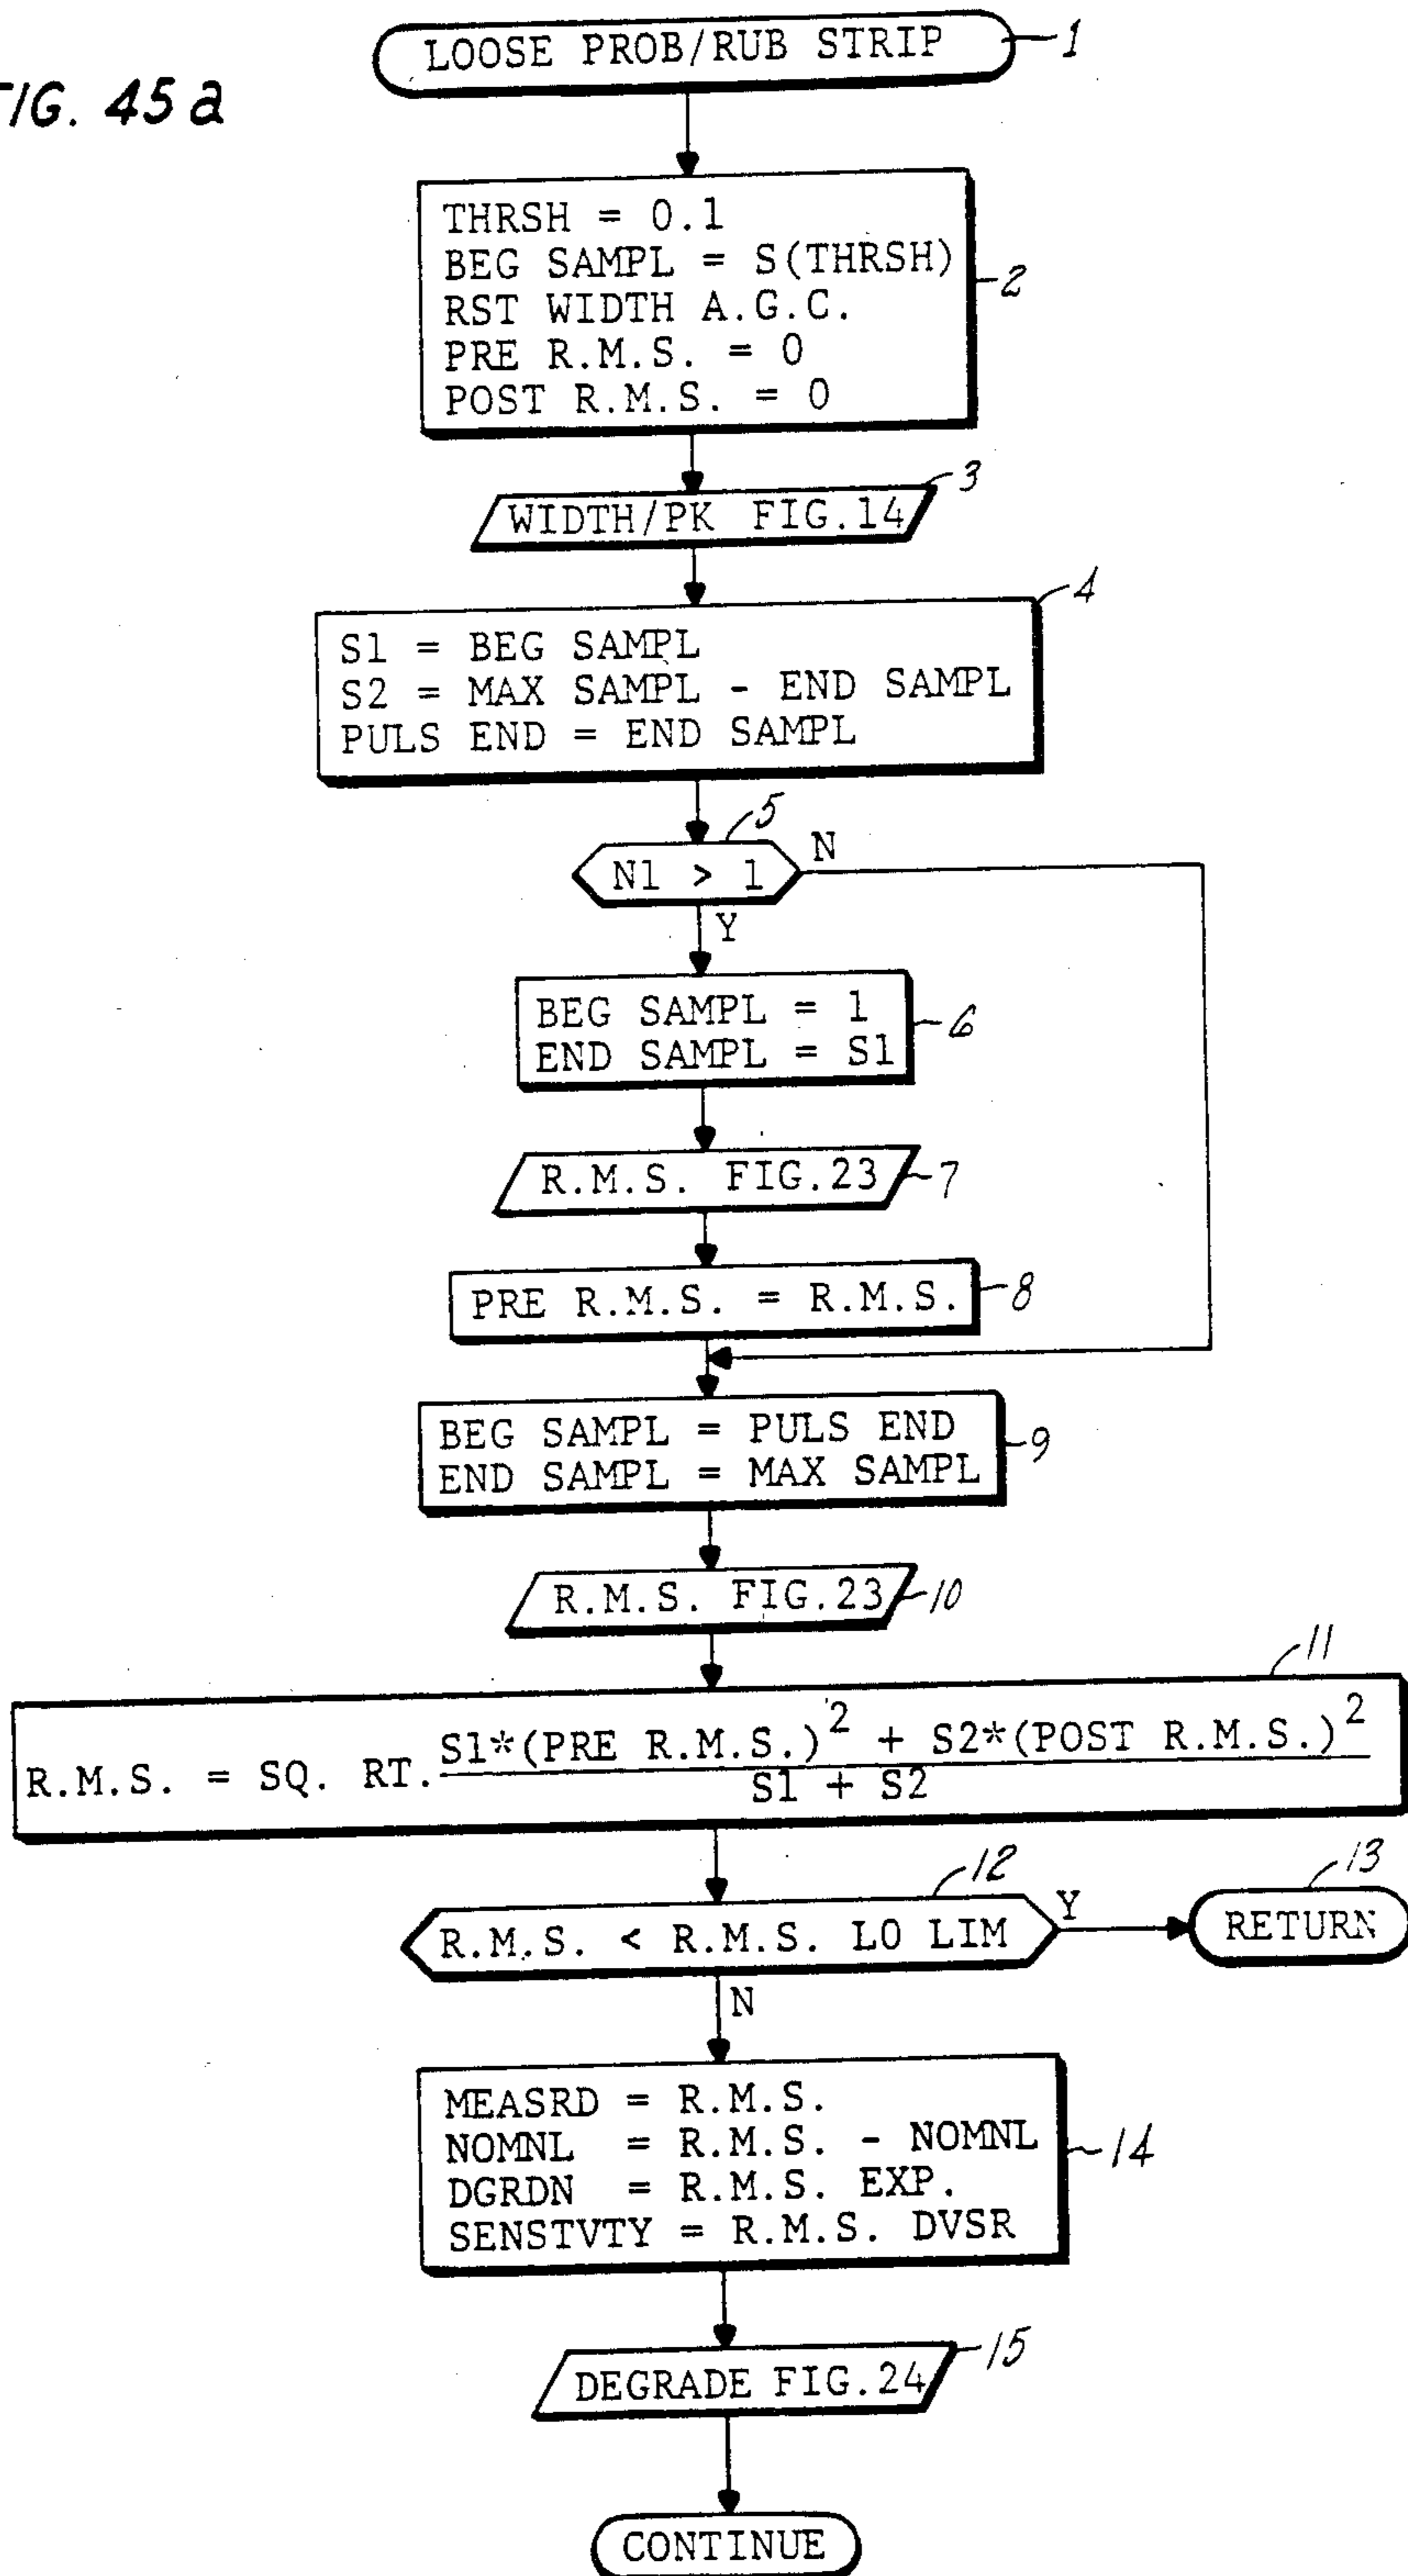 FIG. 45a
LOOSE PROB/RUB STRIP
1
THRSH = 0.1
BEG SAMPL = S(THRSH)
RST WIDTH A.G.C.
PRE R.M.S. = 0
POST R.M.S. = 0
2
WIDTH/PK FIG.14
3
S1 = BEG SAMPL
S2 = MAX SAMPL - END SAMPL
PULS END = END SAMPL
4
N1 > 1
5
N
Y
BEG SAMPL = 1
END SAMPL = S1
6
R.M.S. FIG.23
7
PRE R.M.S. = R.M.S.
8
BEG SAMPL = PULS END
END SAMPL = MAX SAMPL
9
R.M.S. FIG.23
10
11
R.M.S. = SQ. RT. S1*(PRE R.M.S.)2 + S2*(POST R.M.S.)2
S1 + S2
R.M.S. < R.M.S. LO LIM
12
Y
RETURN
13
N
MEASRD = R.M.S.
NOMNL = R.M.S. - NOMNL
DGRDN = R.M.S. EXP.
SENSTVTY = R.M.S. DVSR
14
DEGRADE FIG.24
15
CONTINUE